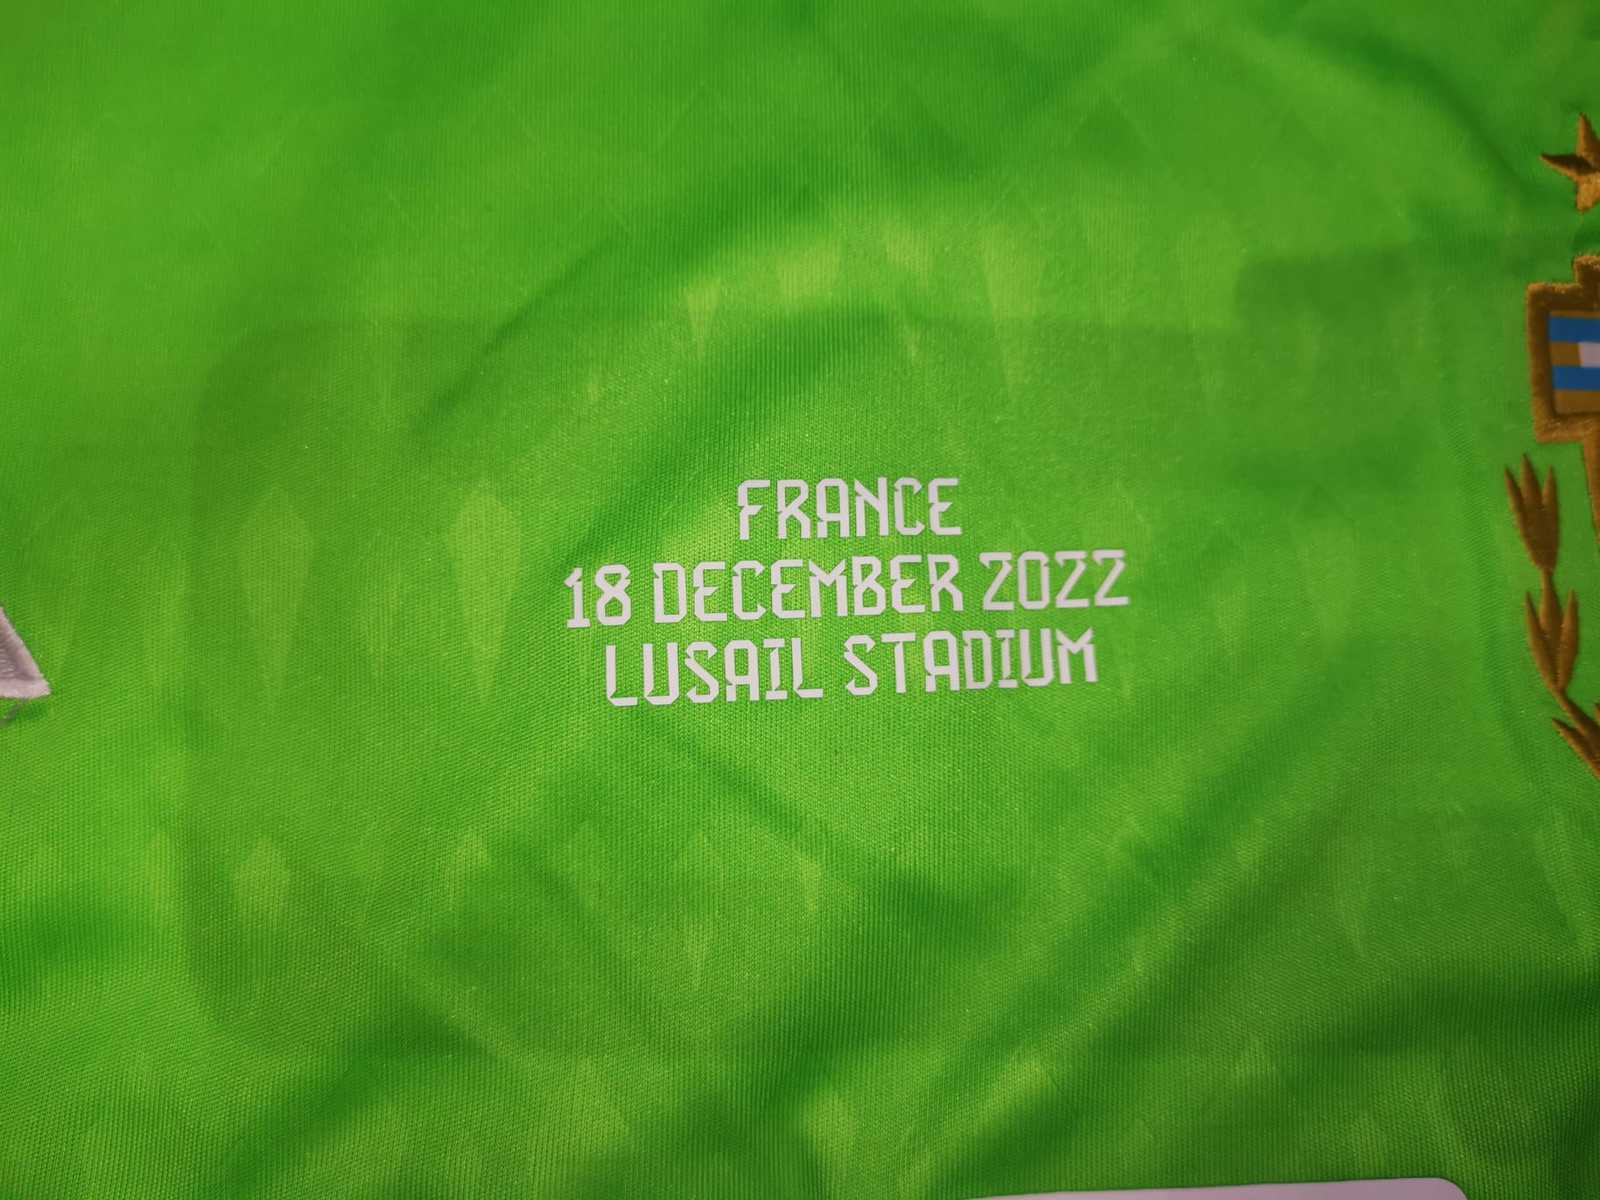 FRANCE
18 DECEMBER 2022
LUSAIL STADIUM